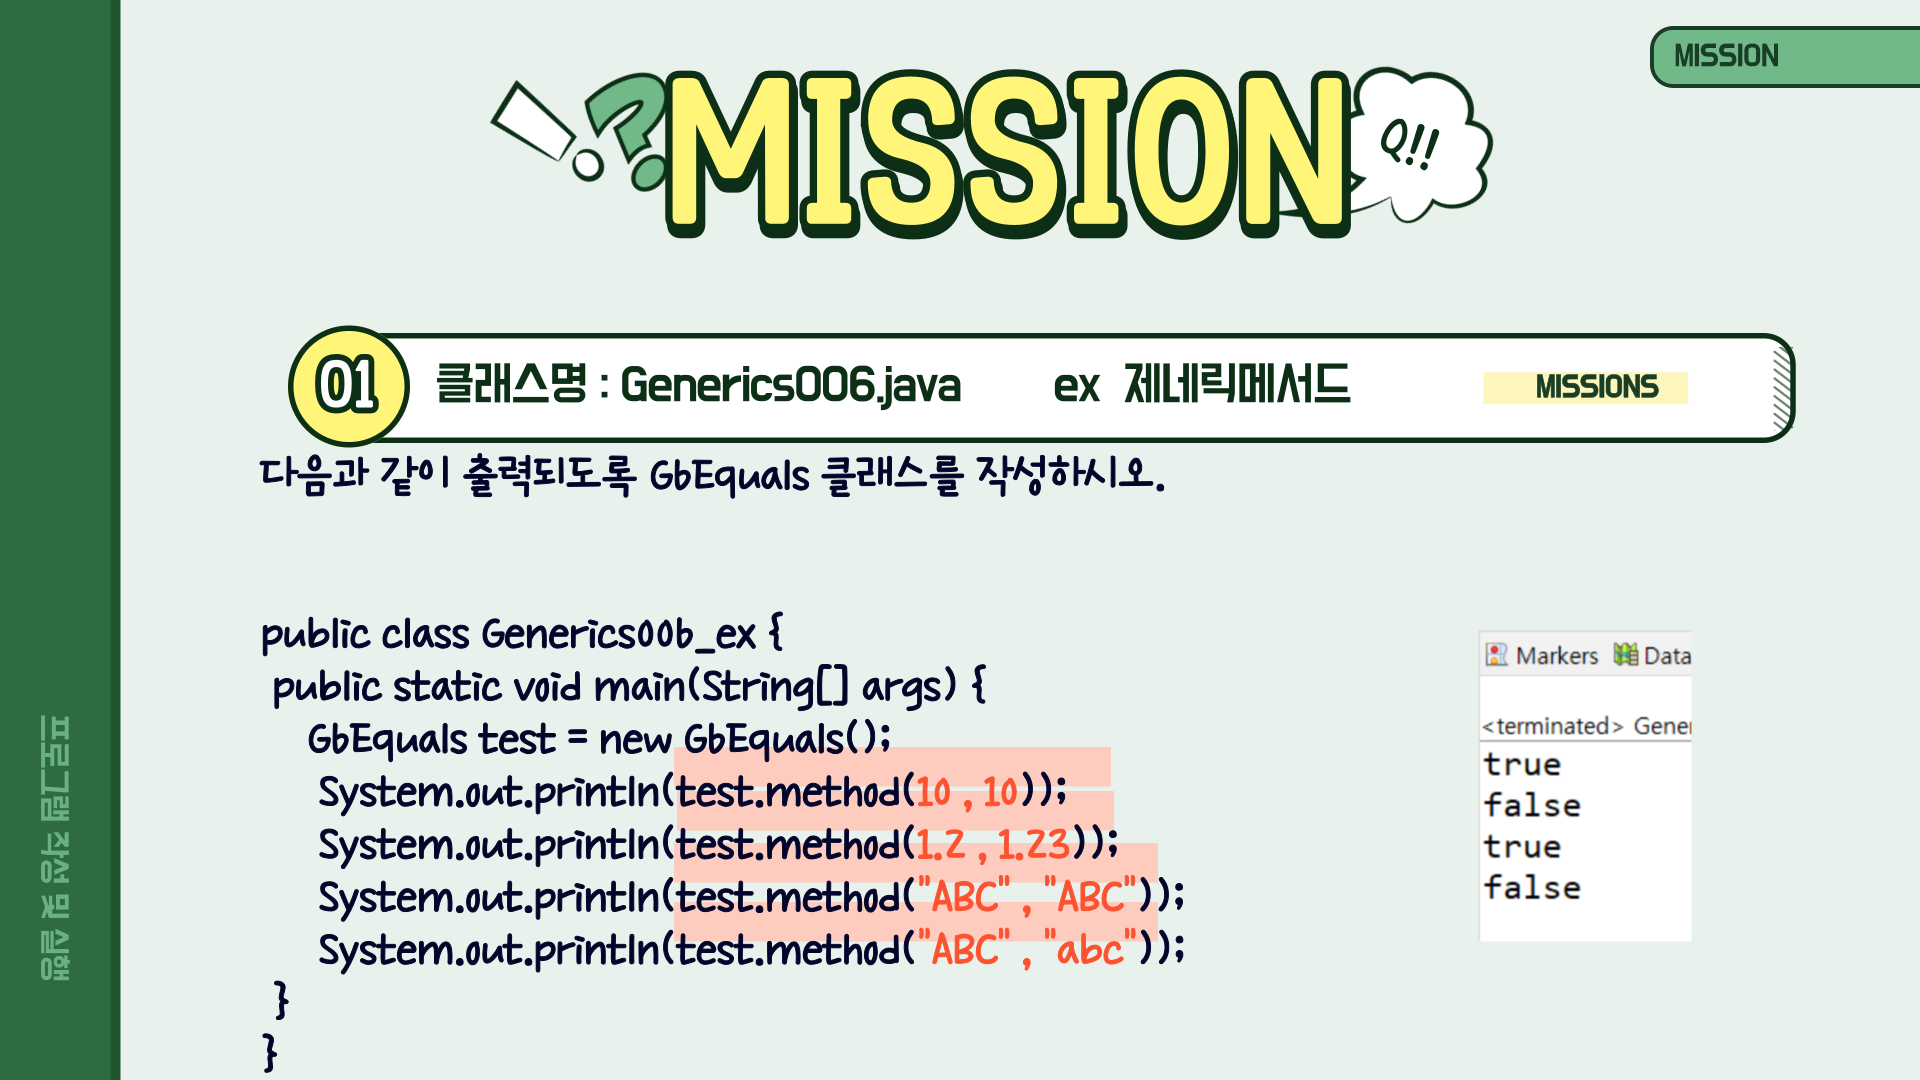 MISSION
!?MISSION
Q!!
01 클래스명 : Generics006.java ex 제네릭메서드 MISSIONS
다음과 같이 출력되도록 GbEquals 클래스를 작성하시오.
public class Generics006_ex {
public static void main(String[] args) {
GbEquals test = new GbEquals();
System.out.println(test.method(10 , 10));
System.out.println(test.method(1.2 , 1.23));
System.out.println(test.method("ABC" , "ABC"));
System.out.println(test.method("ABC" , "abc"));
}
}
Markers Data
<terminated> Gener
true
false
true
false
프로그램 작성 및 실행